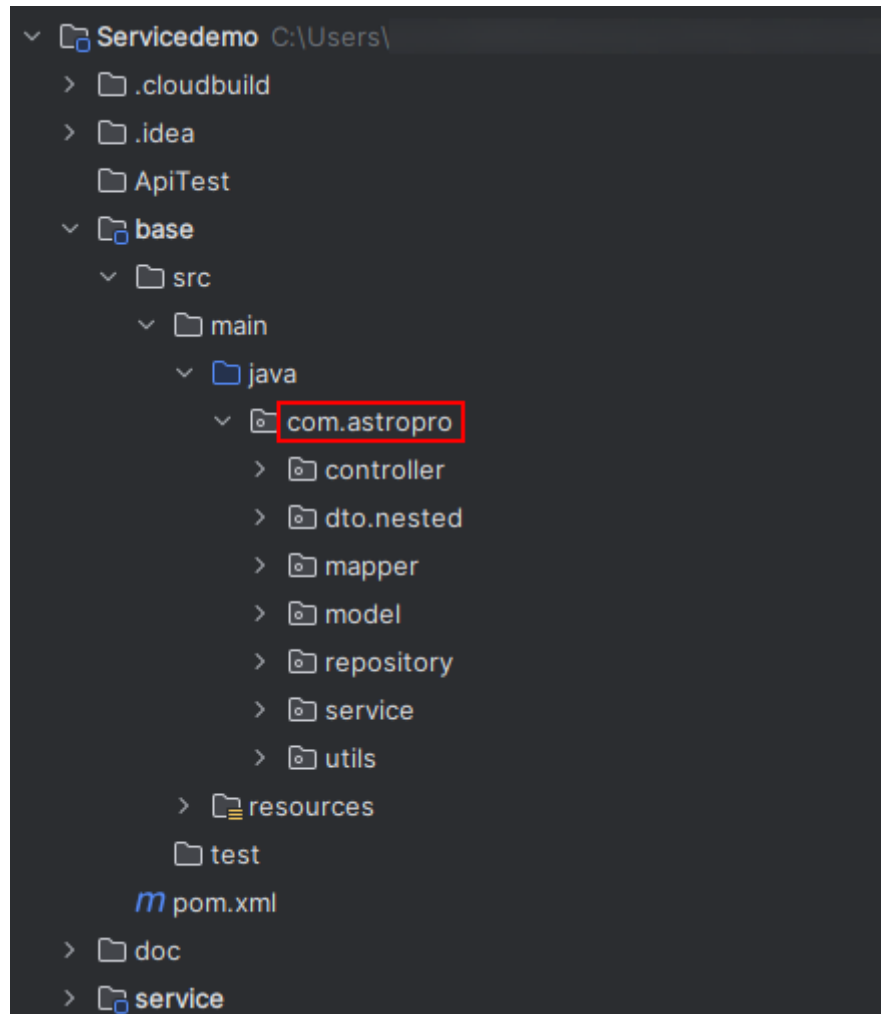 Servicedemo C:\Users\
.cloudbuild
.idea
ApiTest
base
src
main
java
com.astropro
controller
dto.nested
mapper
model
repository
service
utils
resources
test
m pom.xml
doc
service